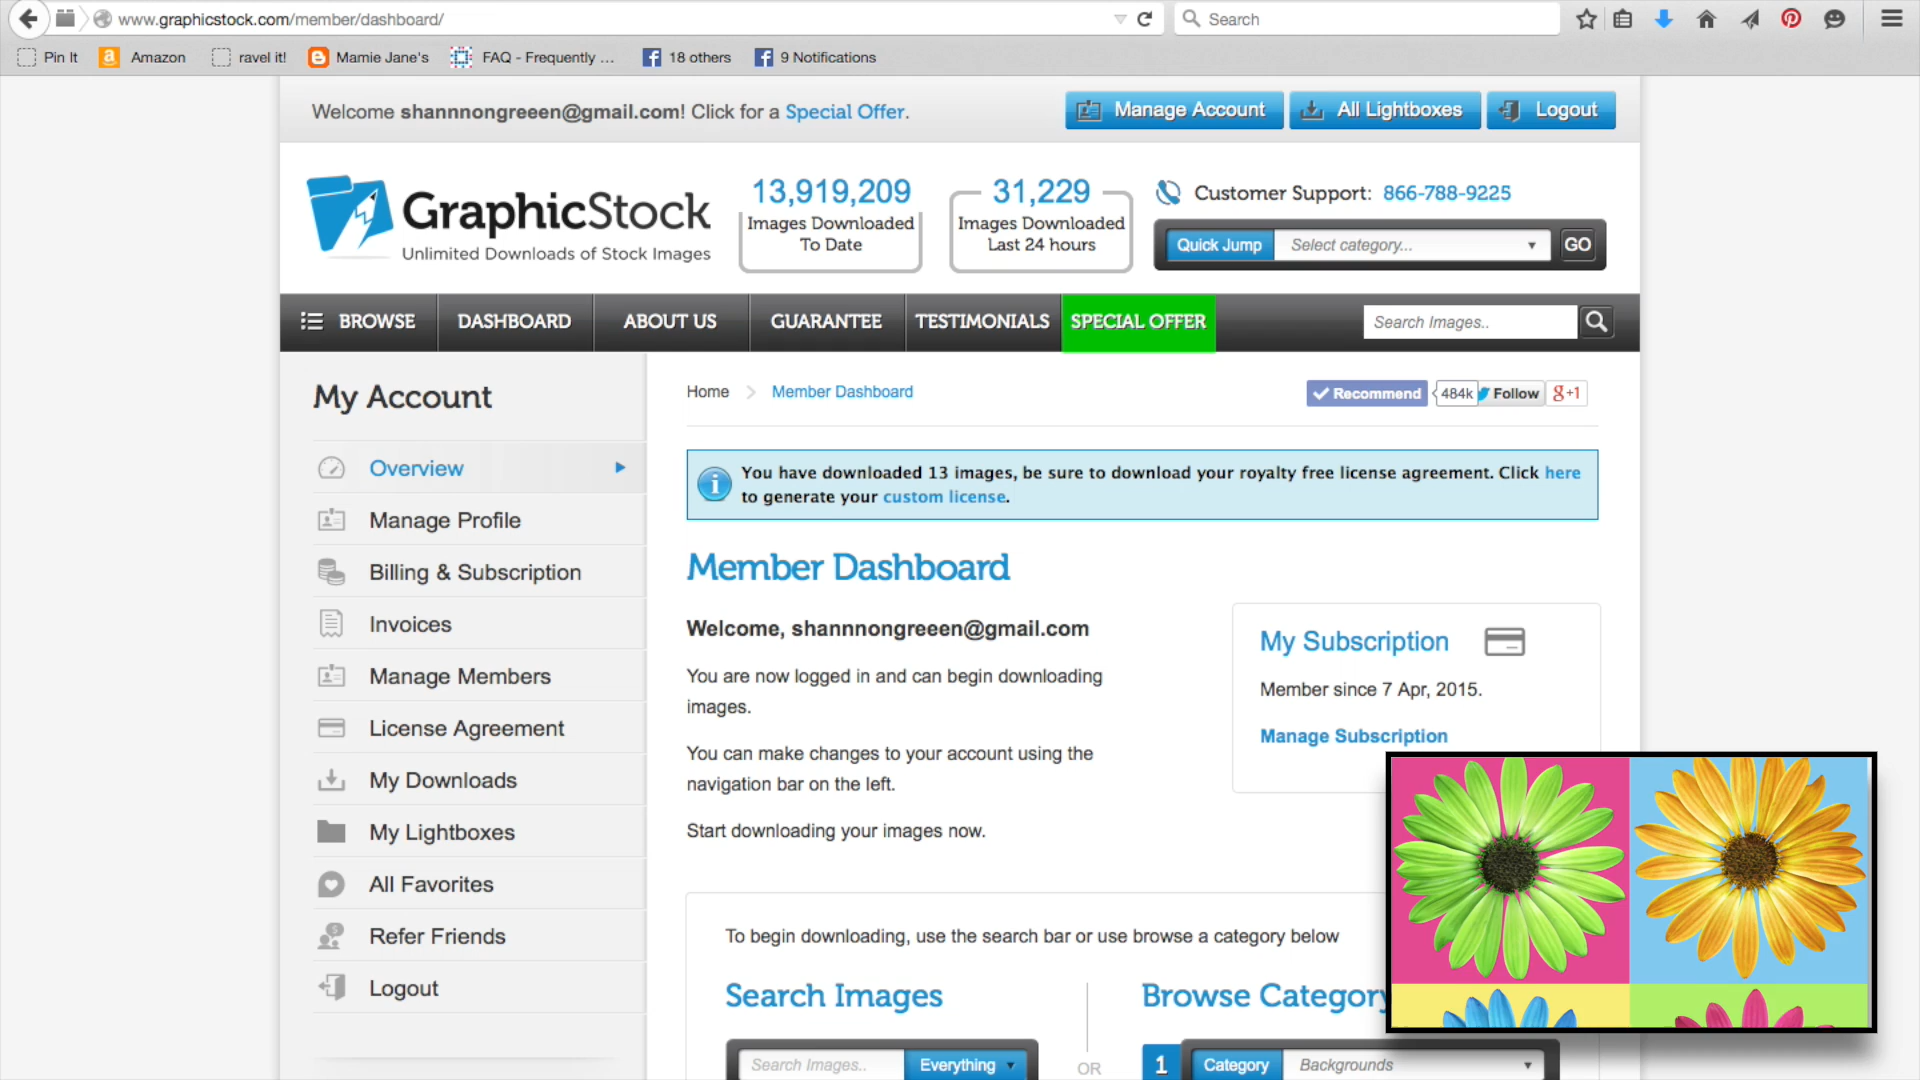 www.graphicstock.com/member/dashboard/
Search
Pin It
Amazon
ravel it!
Mamie Jane's
FAQ - Frequently ...
18 others
9 Notifications
Welcome shannnongreeen@gmail.com! Click for a Special Offer.
Manage Account
All Lightboxes
Logout
GraphicStock
Unlimited Downloads of Stock Images
13,919,209
Images Downloaded
To Date
31,229
Images Downloaded
Last 24 hours
Customer Support: 866-788-9225
Quick Jump
Select category...
GO
BROWSE
DASHBOARD
ABOUT US
GUARANTEE
TESTIMONIALS
SPECIAL OFFER
Search Images..
My Account
Overview
Manage Profile
Billing & Subscription
Invoices
Manage Members
License Agreement
My Downloads
My Lightboxes
All Favorites
Refer Friends
Logout
Home
Member Dashboard
Recommend
484k
Follow
g+1
You have downloaded 13 images, be sure to download your royalty free license agreement. Click here
to generate your custom license.
Member Dashboard
Welcome, shannnongreeen@gmail.com
You are now logged in and can begin downloading
images.
You can make changes to your account using the
navigation bar on the left.
Start downloading your images now.
My Subscription
Member since 7 Apr, 2015.
Manage Subscription
To begin downloading, use the search bar or use browse a category below
Search Images
Search Images..
Everything
OR
Browse Category
1
Category
Backgrounds